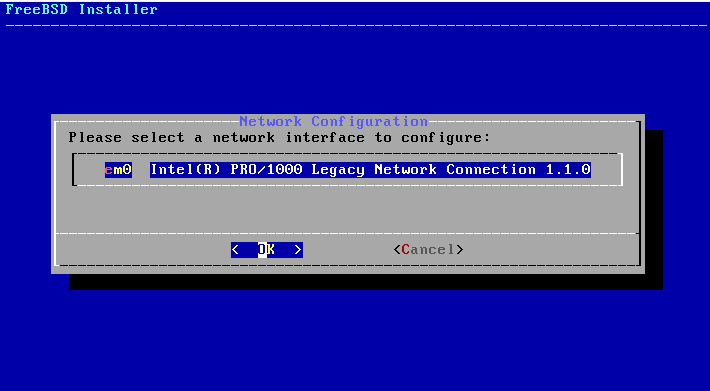 FreeBSD Installer
Network Configuration
Please select a network interface to configure:
em0 Intel(R) PRO/1000 Legacy Network Connection 1.1.0
< OK > <Cancel>